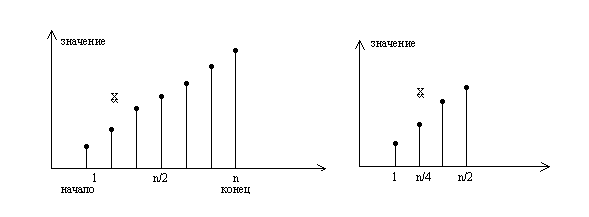 значение
X
1 n/2 n
начало конец
значение
X
1 n/4 n/2